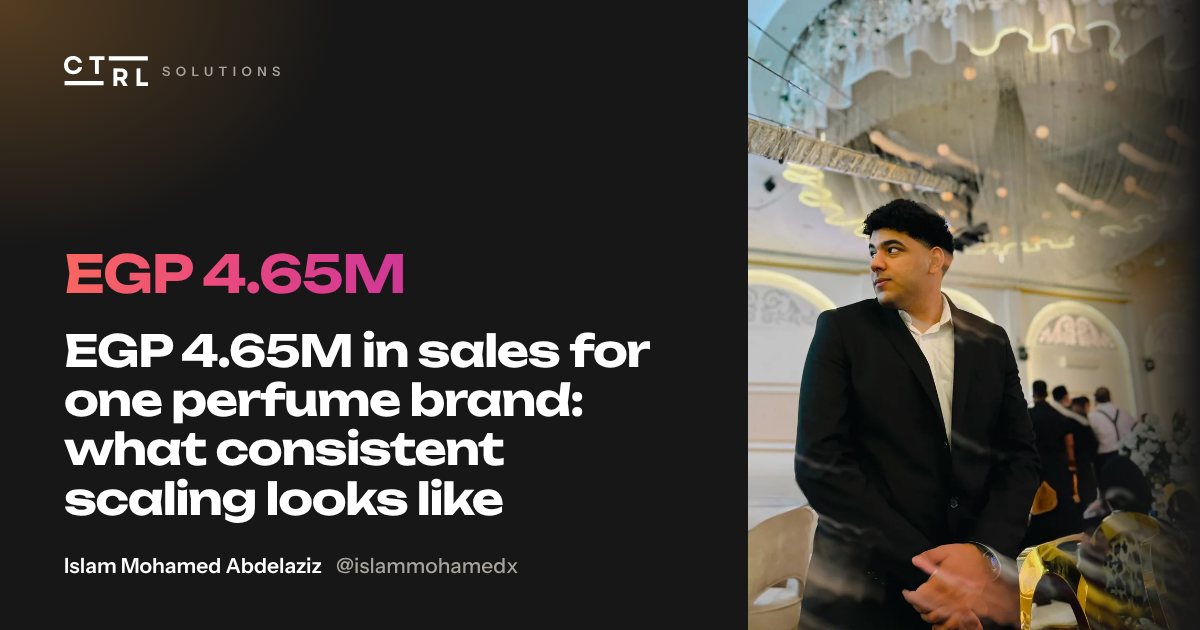 CTRL SOLUTIONS
EGP 4.65M
EGP 4.65M in sales for
one perfume brand:
what consistent
scaling looks like
Islam Mohamed Abdelaziz @islammohamedx